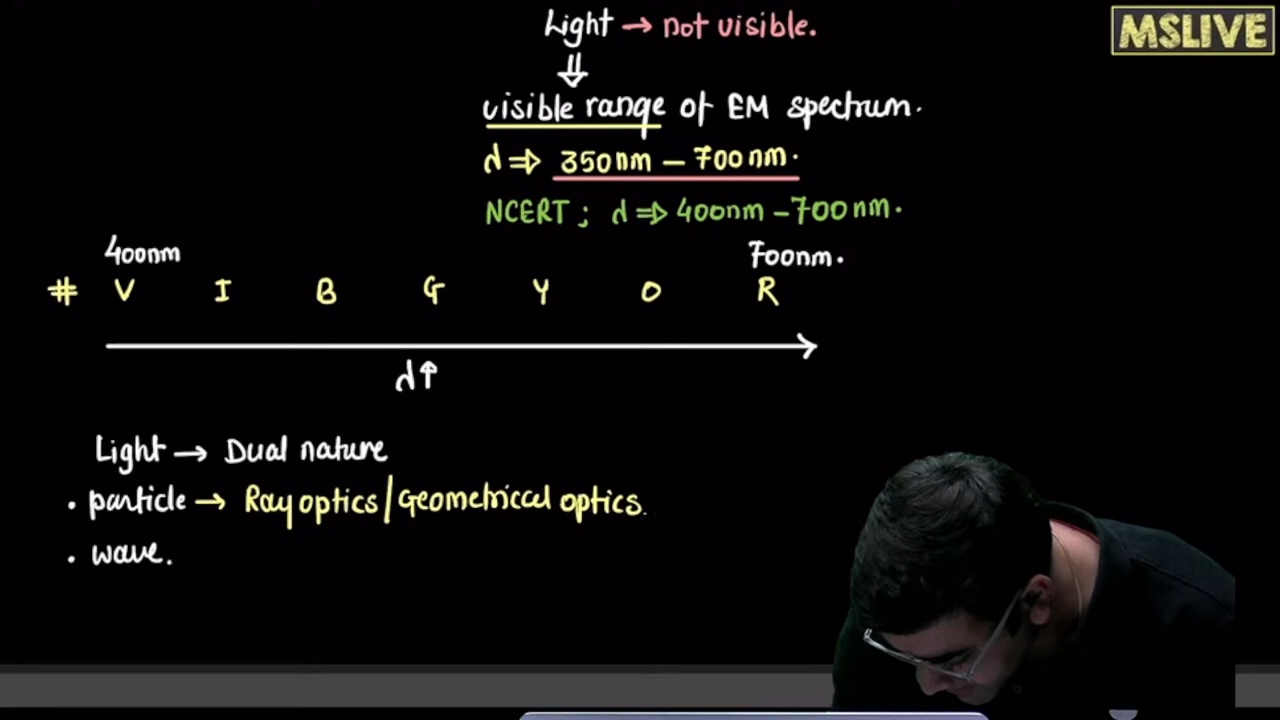 Light → not visible.
MSLIVE
⇓
visible range of EM spectrum.
λ ⇒ 350nm – 700nm.
NCERT ; λ ⇒ 400nm – 700nm.
400nm 700nm.
# V I B G Y O R
λ↑
Light → Dual nature
. particle → Ray optics / Geometrical optics.
. wave.